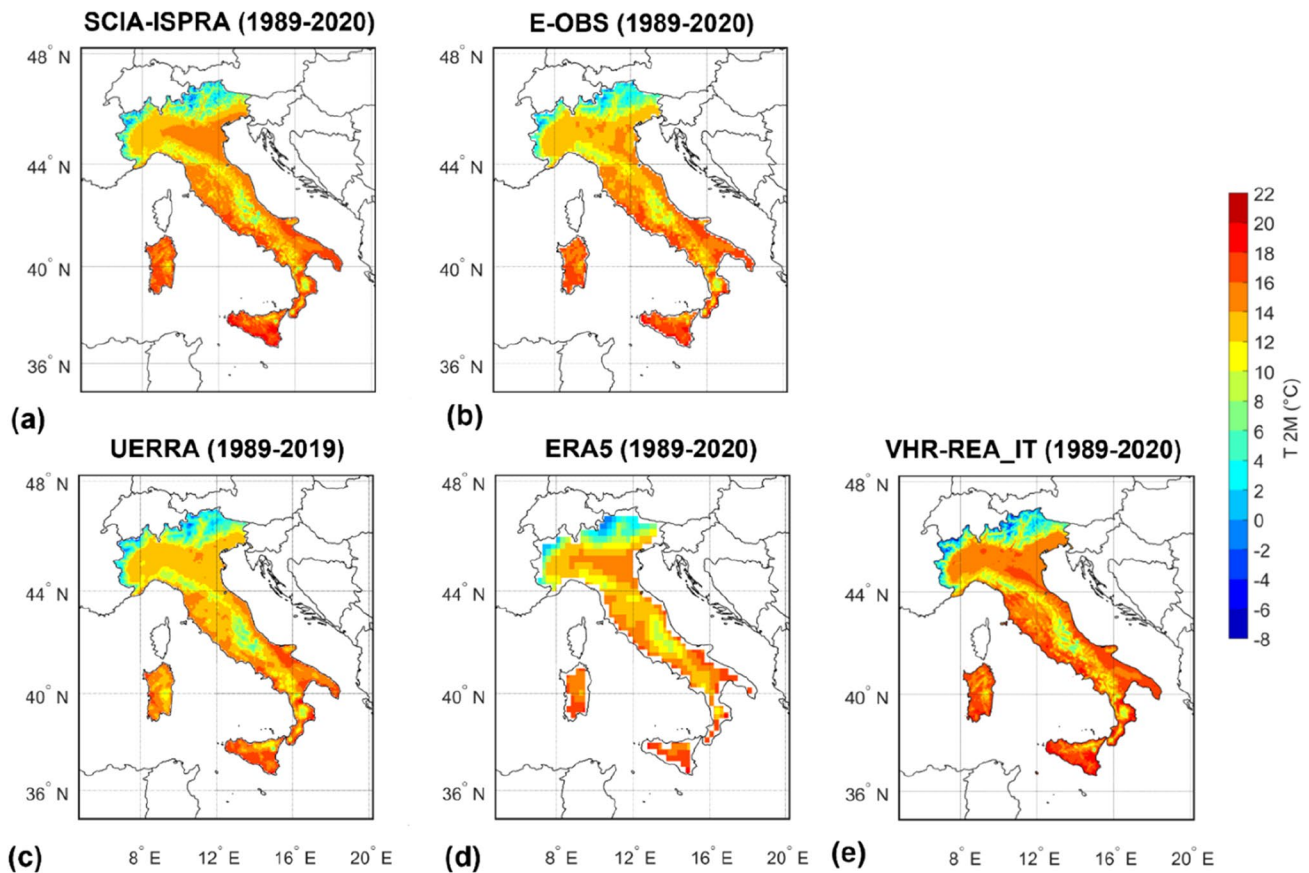 SCIA-ISPRA (1989-2020)
E-OBS (1989-2020)
48° N
44° N
40° N
36° N
48° N
44° N
40° N
36° N
(a)
(b)
22
20
18
16
14
12
10
8
6
4
2
0
-2
-4
-6
-8
T 2M (°C)
UERRA (1989-2019)
ERA5 (1989-2020)
VHR-REA_IT (1989-2020)
48° N
44° N
40° N
36° N
48° N
44° N
40° N
36° N
48° N
44° N
40° N
36° N
(c)
8° E 12° E 16° E 20° E
(d)
8° E 12° E 16° E 20° E
(e)
8° E 12° E 16° E 20° E